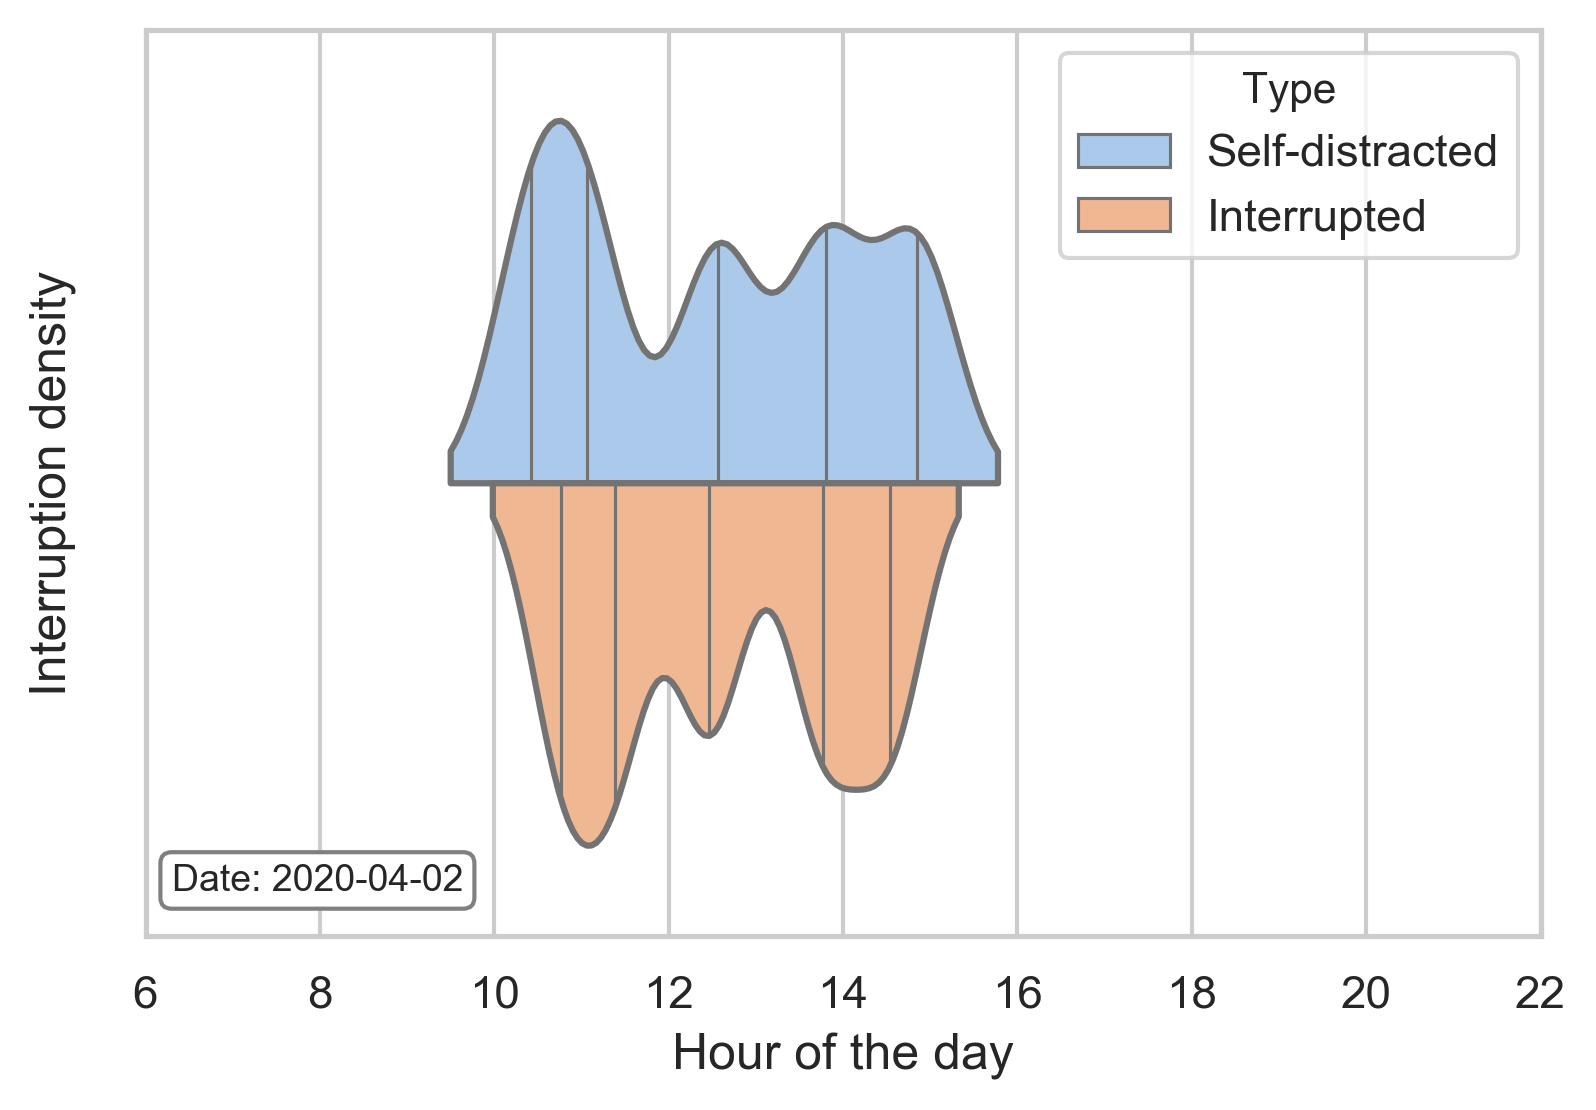 Type
Self-distracted
Interrupted
Interruption density
Date: 2020-04-02
6 8 10 12 14 16 18 20 22
Hour of the day